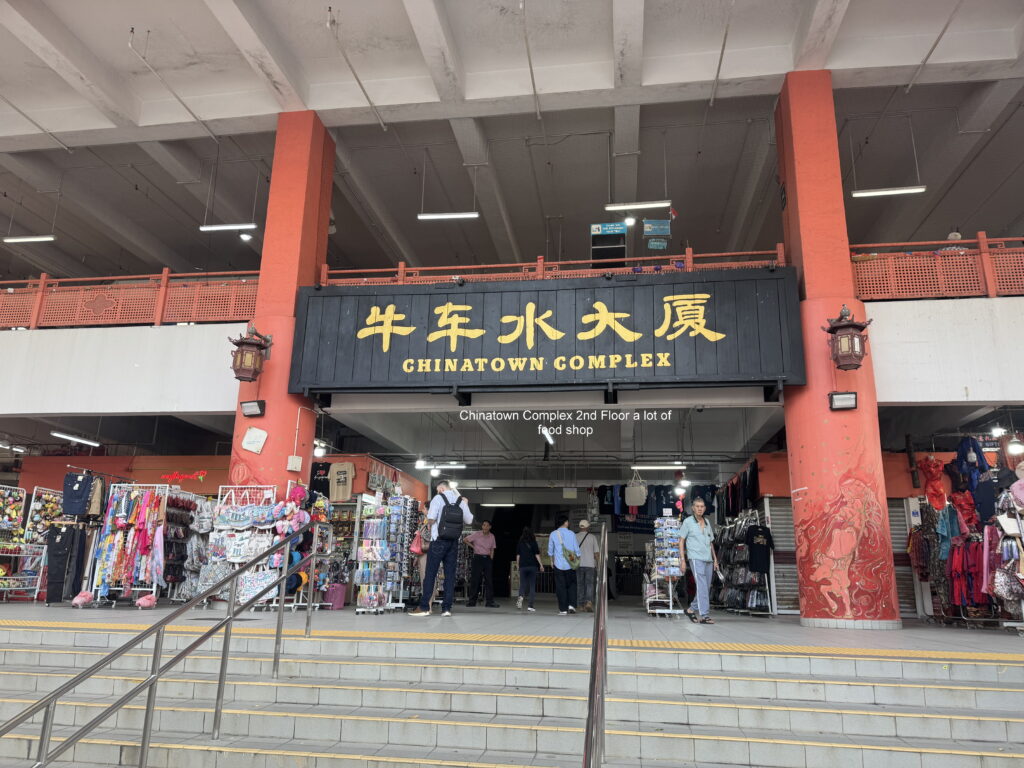 牛车水大厦
CHINATOWN COMPLEX
Chinatown Complex 2nd Floor a lot of
food shop